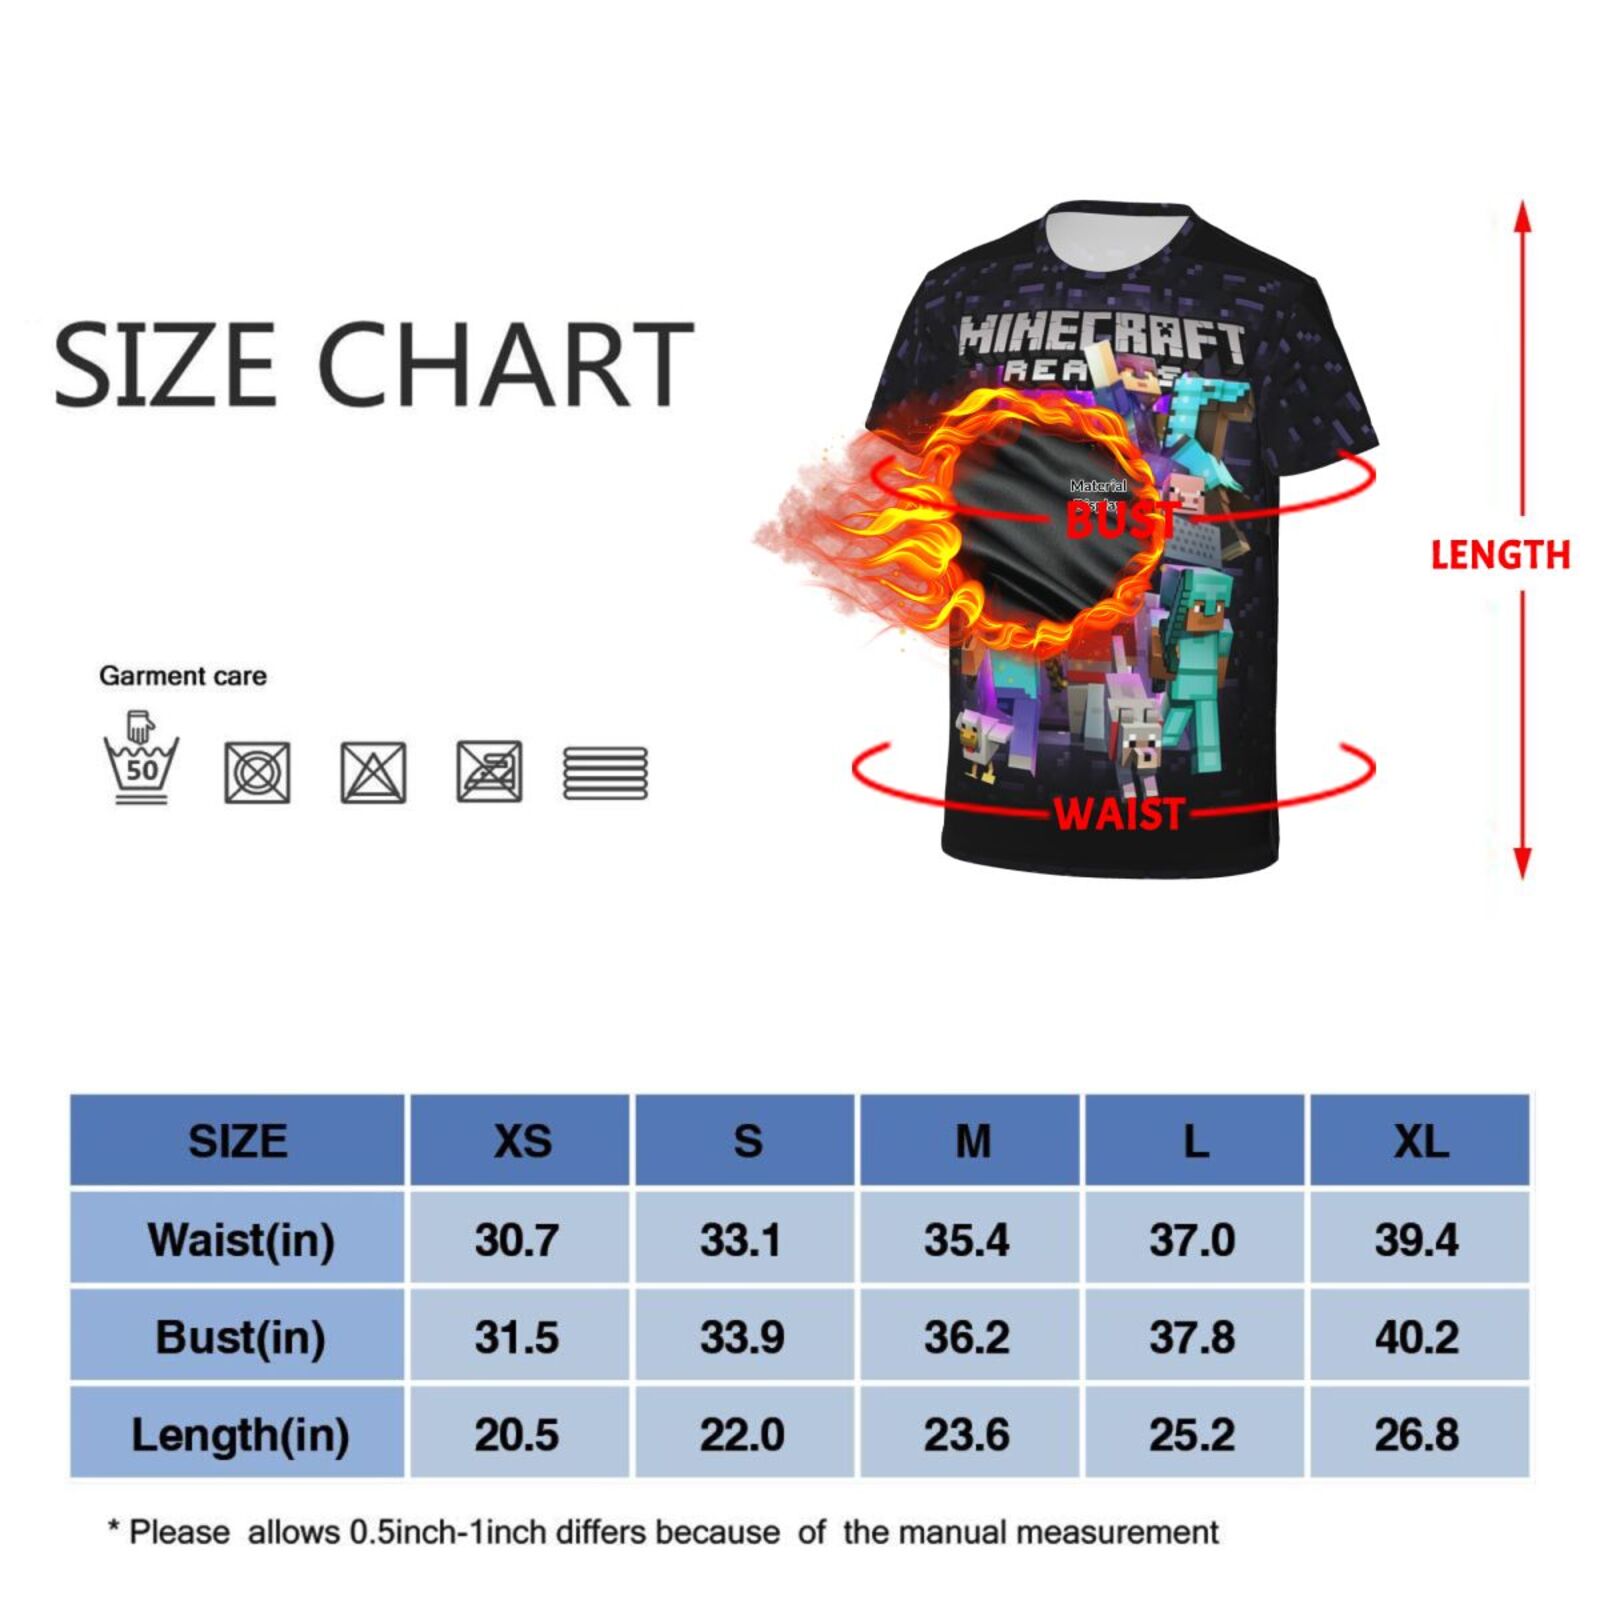 SIZE CHART
MINECRAFT
REA
Material
BUST
LENGTH
Garment care
50
WAIST
SIZE XS S M L XL
Waist(in) 30.7 33.1 35.4 37.0 39.4
Bust(in) 31.5 33.9 36.2 37.8 40.2
Length(in) 20.5 22.0 23.6 25.2 26.8
* Please allows 0.5inch-1inch differs because of the manual measurement